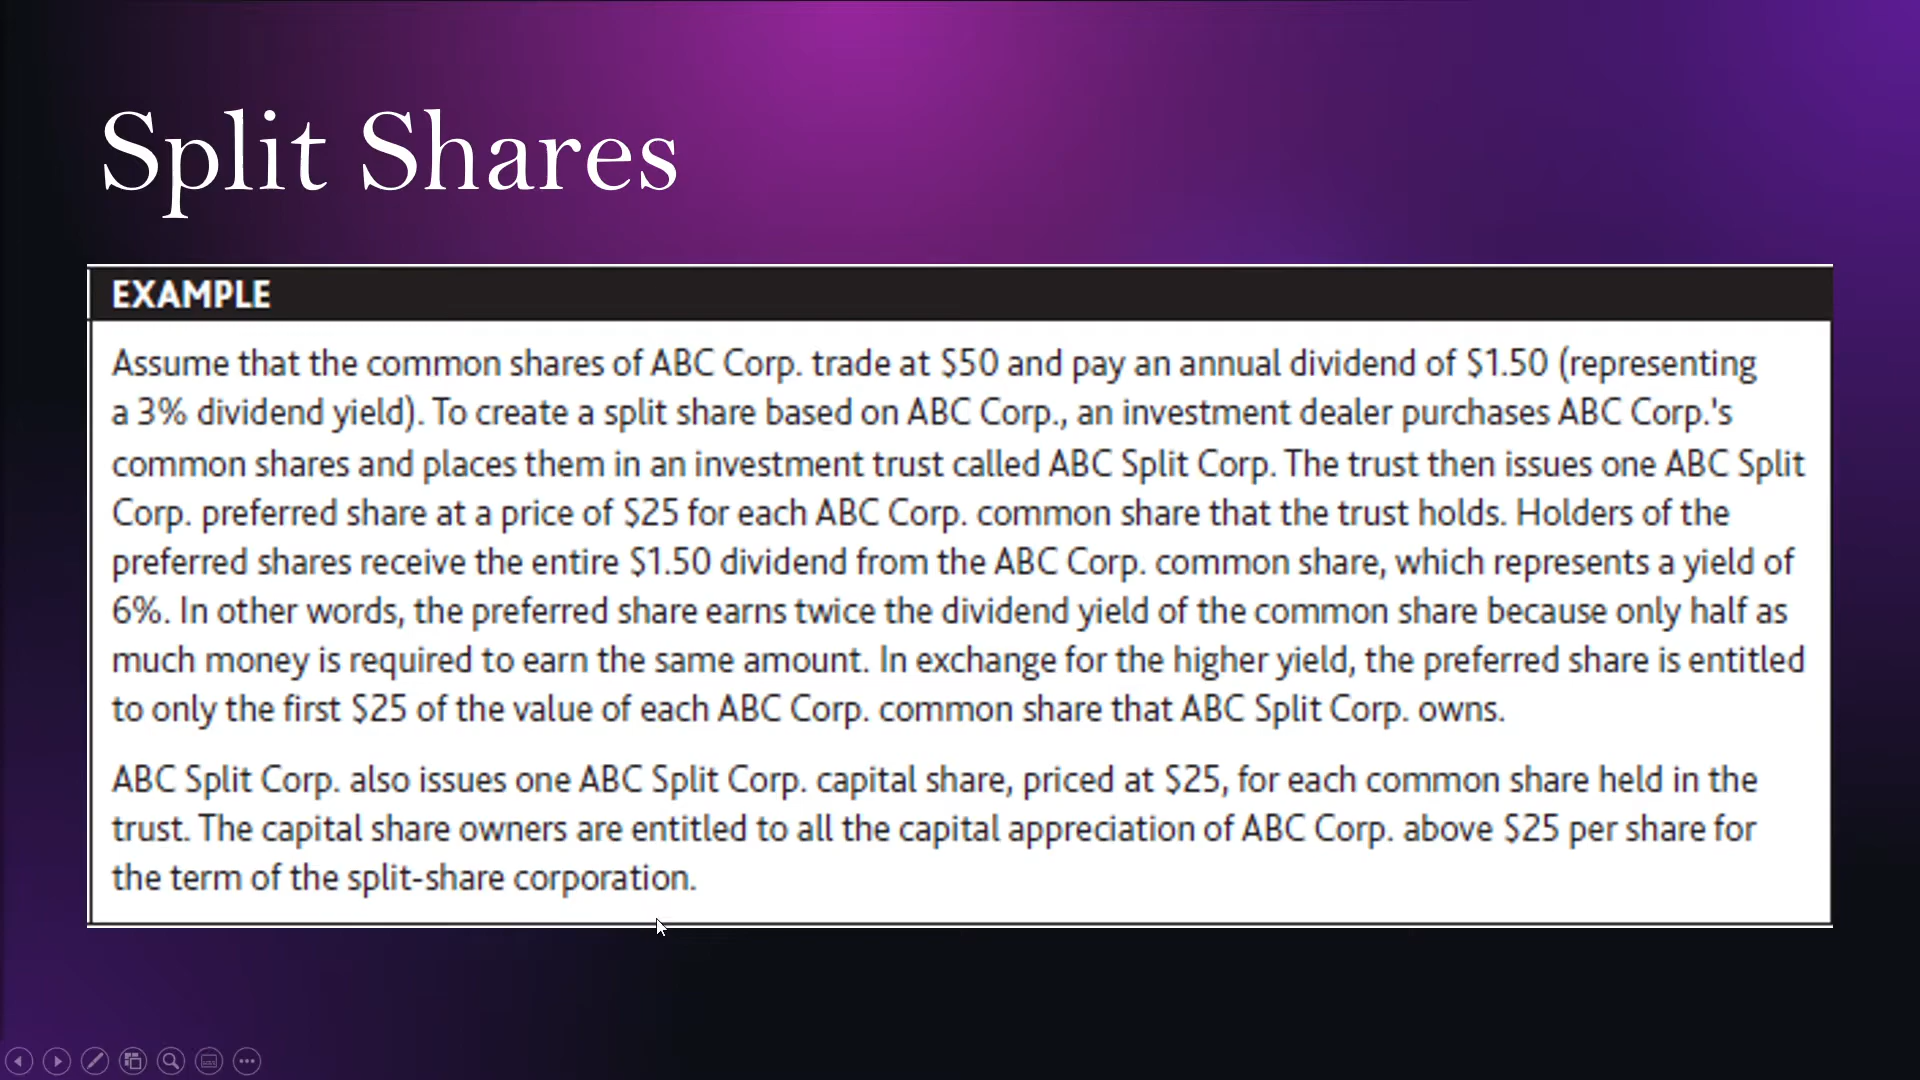 Split Shares
EXAMPLE
Assume that the common shares of ABC Corp. trade at $50 and pay an annual dividend of $1.50 (representing
a 3% dividend yield). To create a split share based on ABC Corp., an investment dealer purchases ABC Corp.'s
common shares and places them in an investment trust called ABC Split Corp. The trust then issues one ABC Split
Corp. preferred share at a price of $25 for each ABC Corp. common share that the trust holds. Holders of the
preferred shares receive the entire $1.50 dividend from the ABC Corp. common share, which represents a yield of
6%. In other words, the preferred share earns twice the dividend yield of the common share because only half as
much money is required to earn the same amount. In exchange for the higher yield, the preferred share is entitled
to only the first $25 of the value of each ABC Corp. common share that ABC Split Corp. owns.
ABC Split Corp. also issues one ABC Split Corp. capital share, priced at $25, for each common share held in the
trust. The capital share owners are entitled to all the capital appreciation of ABC Corp. above $25 per share for
the term of the split-share corporation.